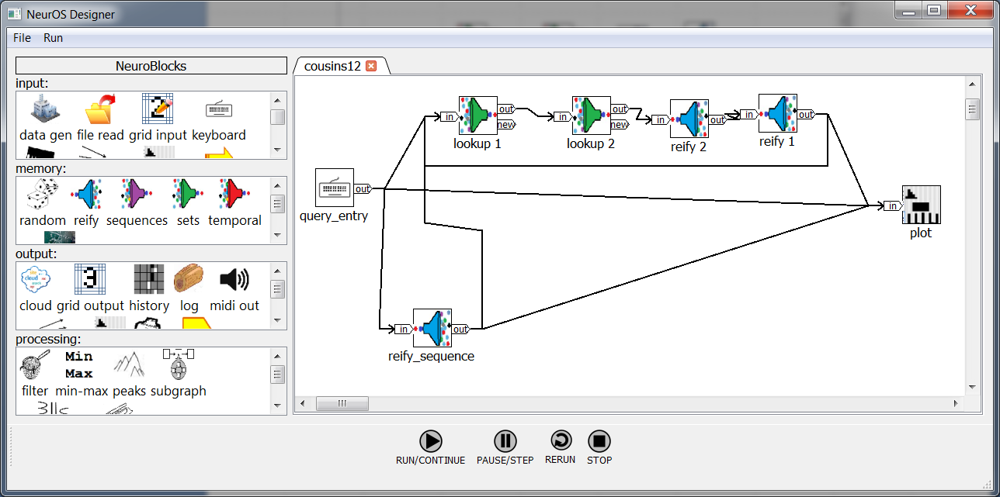 NeurOS Designer
File Run
NeuroBlocks
input:
data gen file read grid input keyboard
memory:
random reify sequences sets temporal
output:
cloud grid output history log midi out
processing:
Min
Max
filter min-max peaks subgraph
cousins12
in out new
lookup 1
in out new
lookup 2
in out
reify 2
in out
reify 1
out
query_entry
in
plot
in out
reify_sequence
RUN/CONTINUE PAUSE/STEP RERUN STOP